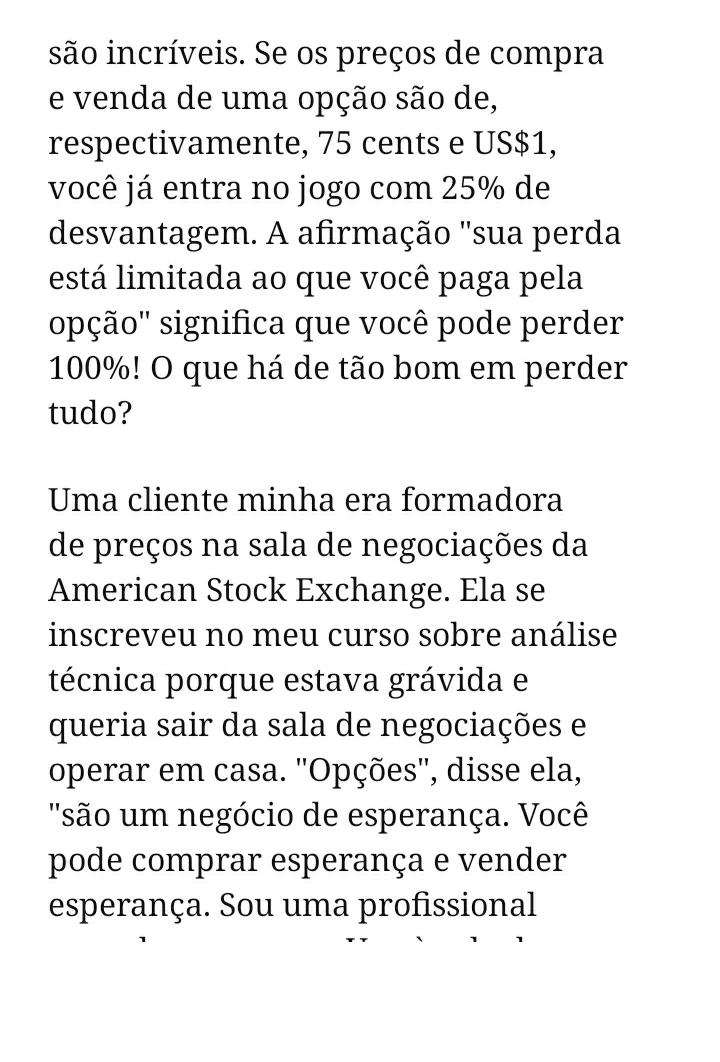 são incríveis. Se os preços de compra
e venda de uma opção são de,
respectivamente, 75 cents e US$1,
você já entra no jogo com 25% de
desvantagem. A afirmação "sua perda
está limitada ao que você paga pela
opção" significa que você pode perder
100%! O que há de tão bom em perder
tudo?
Uma cliente minha era formadora
de preços na sala de negociações da
American Stock Exchange. Ela se
inscreveu no meu curso sobre análise
técnica porque estava grávida e
queria sair da sala de negociações e
operar em casa. "Opções", disse ela,
"são um negócio de esperança. Você
pode comprar esperança e vender
esperança. Sou uma profissional